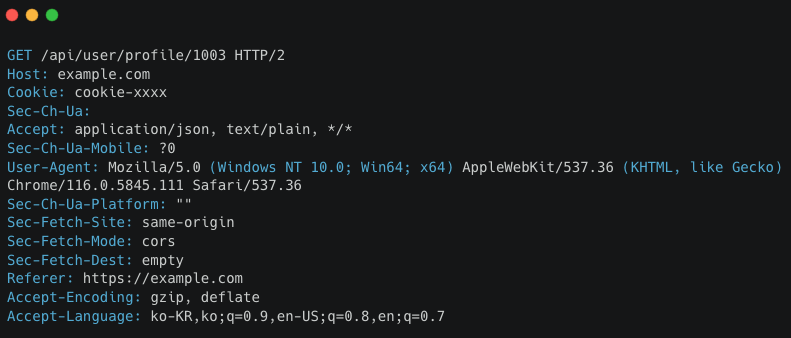 GET /api/user/profile/1003 HTTP/2
Host: example.com
Cookie: cookie-xxxx
Sec-Ch-Ua:
Accept: application/json, text/plain, */*
Sec-Ch-Ua-Mobile: ?0
User-Agent: Mozilla/5.0 (Windows NT 10.0; Win64; x64) AppleWebKit/537.36 (KHTML, like Gecko)
Chrome/116.0.5845.111 Safari/537.36
Sec-Ch-Ua-Platform: ""
Sec-Fetch-Site: same-origin
Sec-Fetch-Mode: cors
Sec-Fetch-Dest: empty
Referer: https://example.com
Accept-Encoding: gzip, deflate
Accept-Language: ko-KR,ko;q=0.9,en-US;q=0.8,en;q=0.7